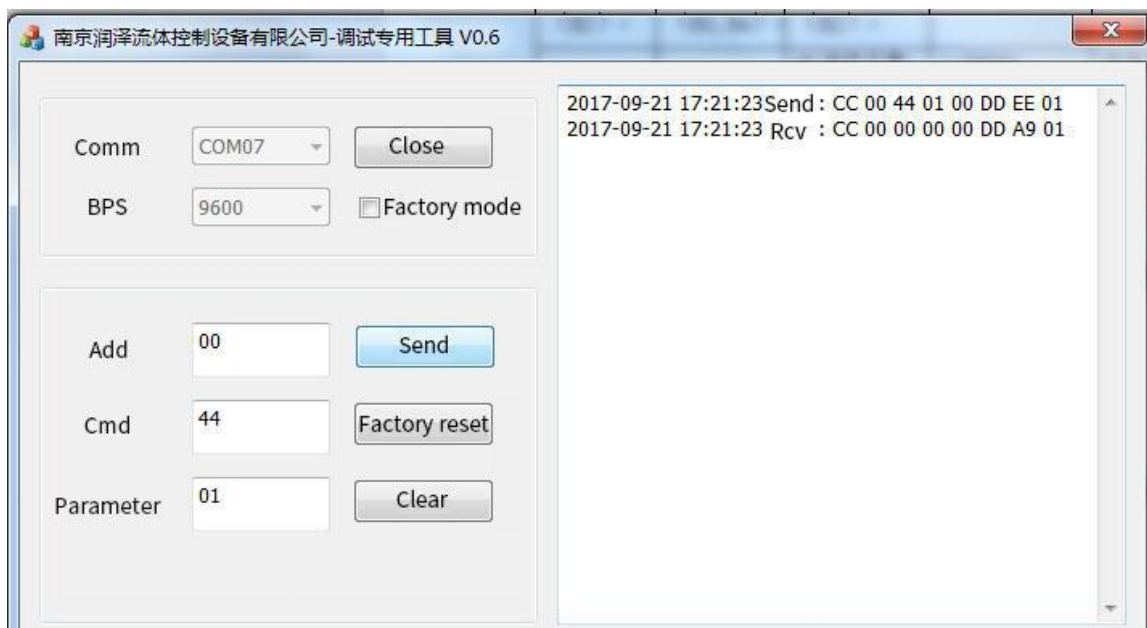 南京润泽流体控制设备有限公司-调试专用工具 V0.6
Comm COM07 Close
BPS 9600 Factory mode
Add 00 Send
Cmd 44 Factory reset
Parameter 01 Clear
2017-09-21 17:21:23Send : CC 00 44 01 00 DD EE 01
2017-09-21 17:21:23 Rcv : CC 00 00 00 00 DD A9 01